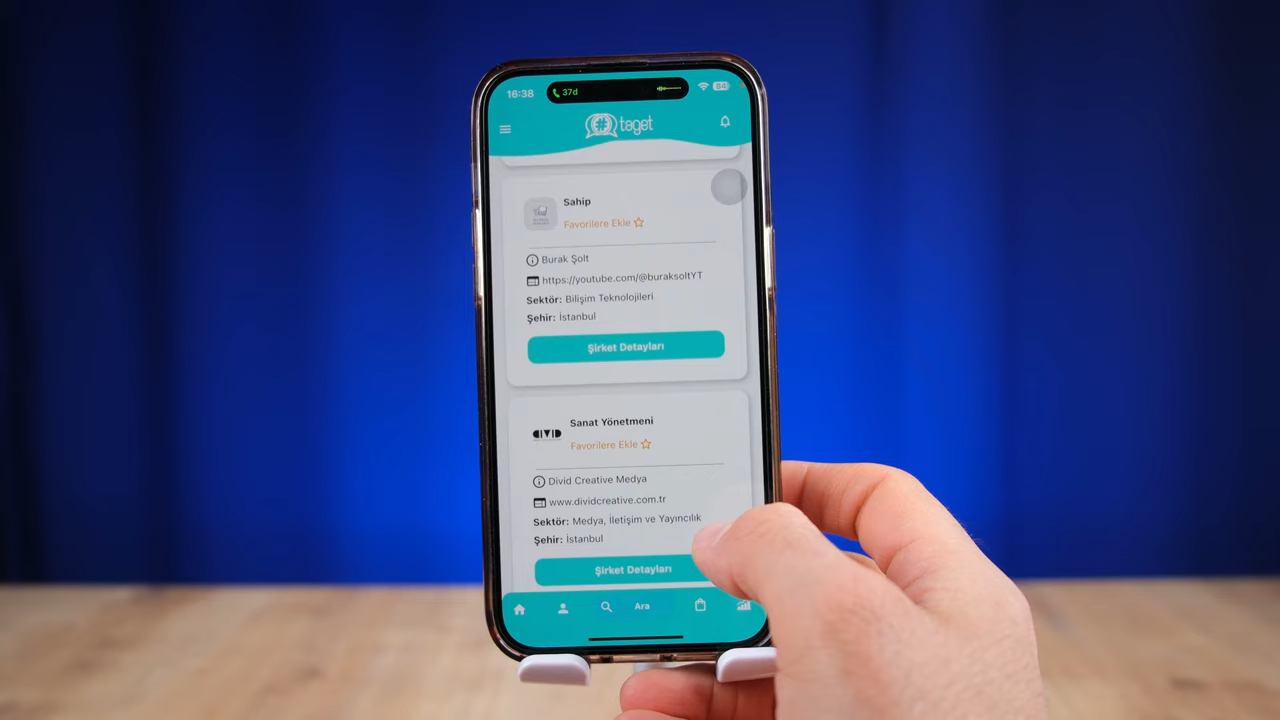 16:38
37d
84
taget
Sahip
Favorilere Ekle
Burak Şolt
https://youtube.com/@buraksoltYT
Sektör: Bilişim Teknolojileri
Şehir: İstanbul
Şirket Detayları
Sanat Yönetmeni
DIVID
Favorilere Ekle
Divid Creative Medya
www.dividcreative.com.tr
Sektör: Medya, İletişim ve Yayıncılık
Şehir: İstanbul
Şirket Detayları
Ara